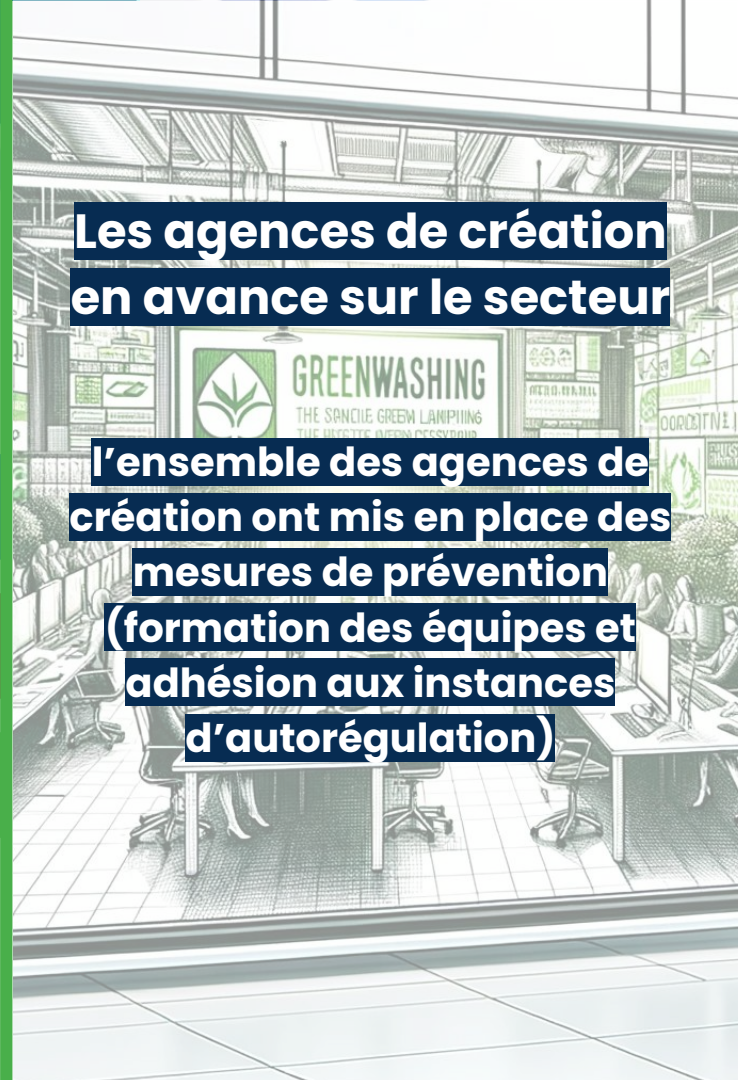 Les agences de création
en avance sur le secteur
GREENWASHING
l’ensemble des agences de
création ont mis en place des
mesures de prévention
(formation des équipes et
adhésion aux instances
d’autorégulation)